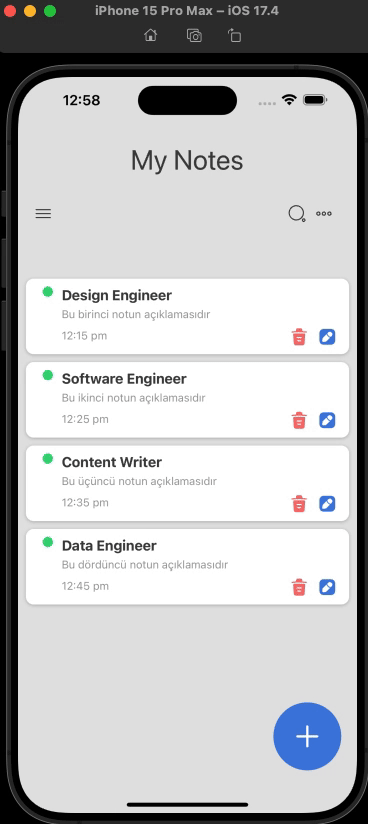 iPhone 15 Pro Max – iOS 17.4
12:58
My Notes
Design Engineer
Bu birinci notun açıklamasıdır
12:15 pm
Software Engineer
Bu ikinci notun açıklamasıdır
12:25 pm
Content Writer
Bu üçüncü notun açıklamasıdır
12:35 pm
Data Engineer
Bu dördüncü notun açıklamasıdır
12:45 pm